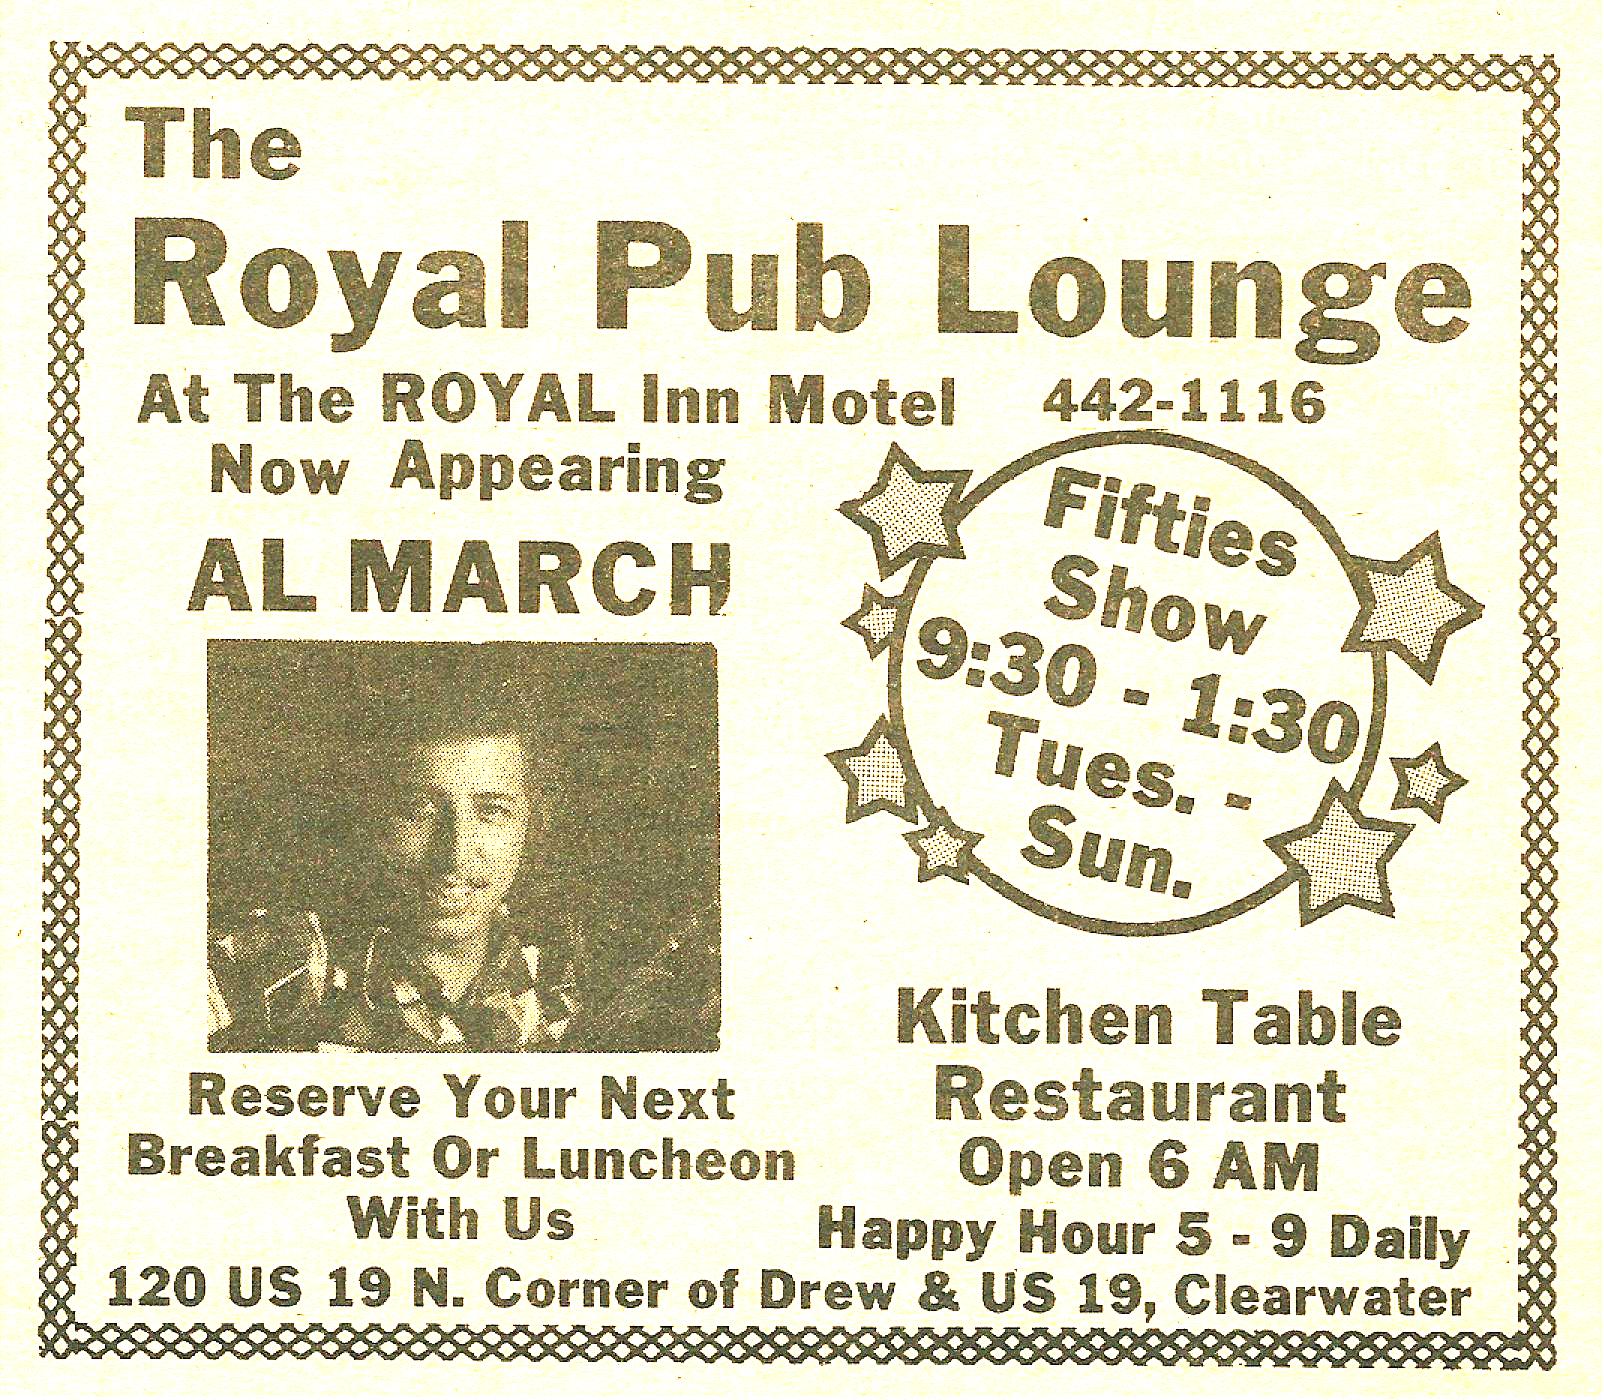 The
Royal Pub Lounge
At The ROYAL Inn Motel 442-1116
Now Appearing
AL MARCH
Fifties
Show
9:30 - 1:30
Tues. -
Sun.
Reserve Your Next
Breakfast Or Luncheon
With Us
Kitchen Table
Restaurant
Open 6 AM
Happy Hour 5 - 9 Daily
120 US 19 N. Corner of Drew & US 19, Clearwater